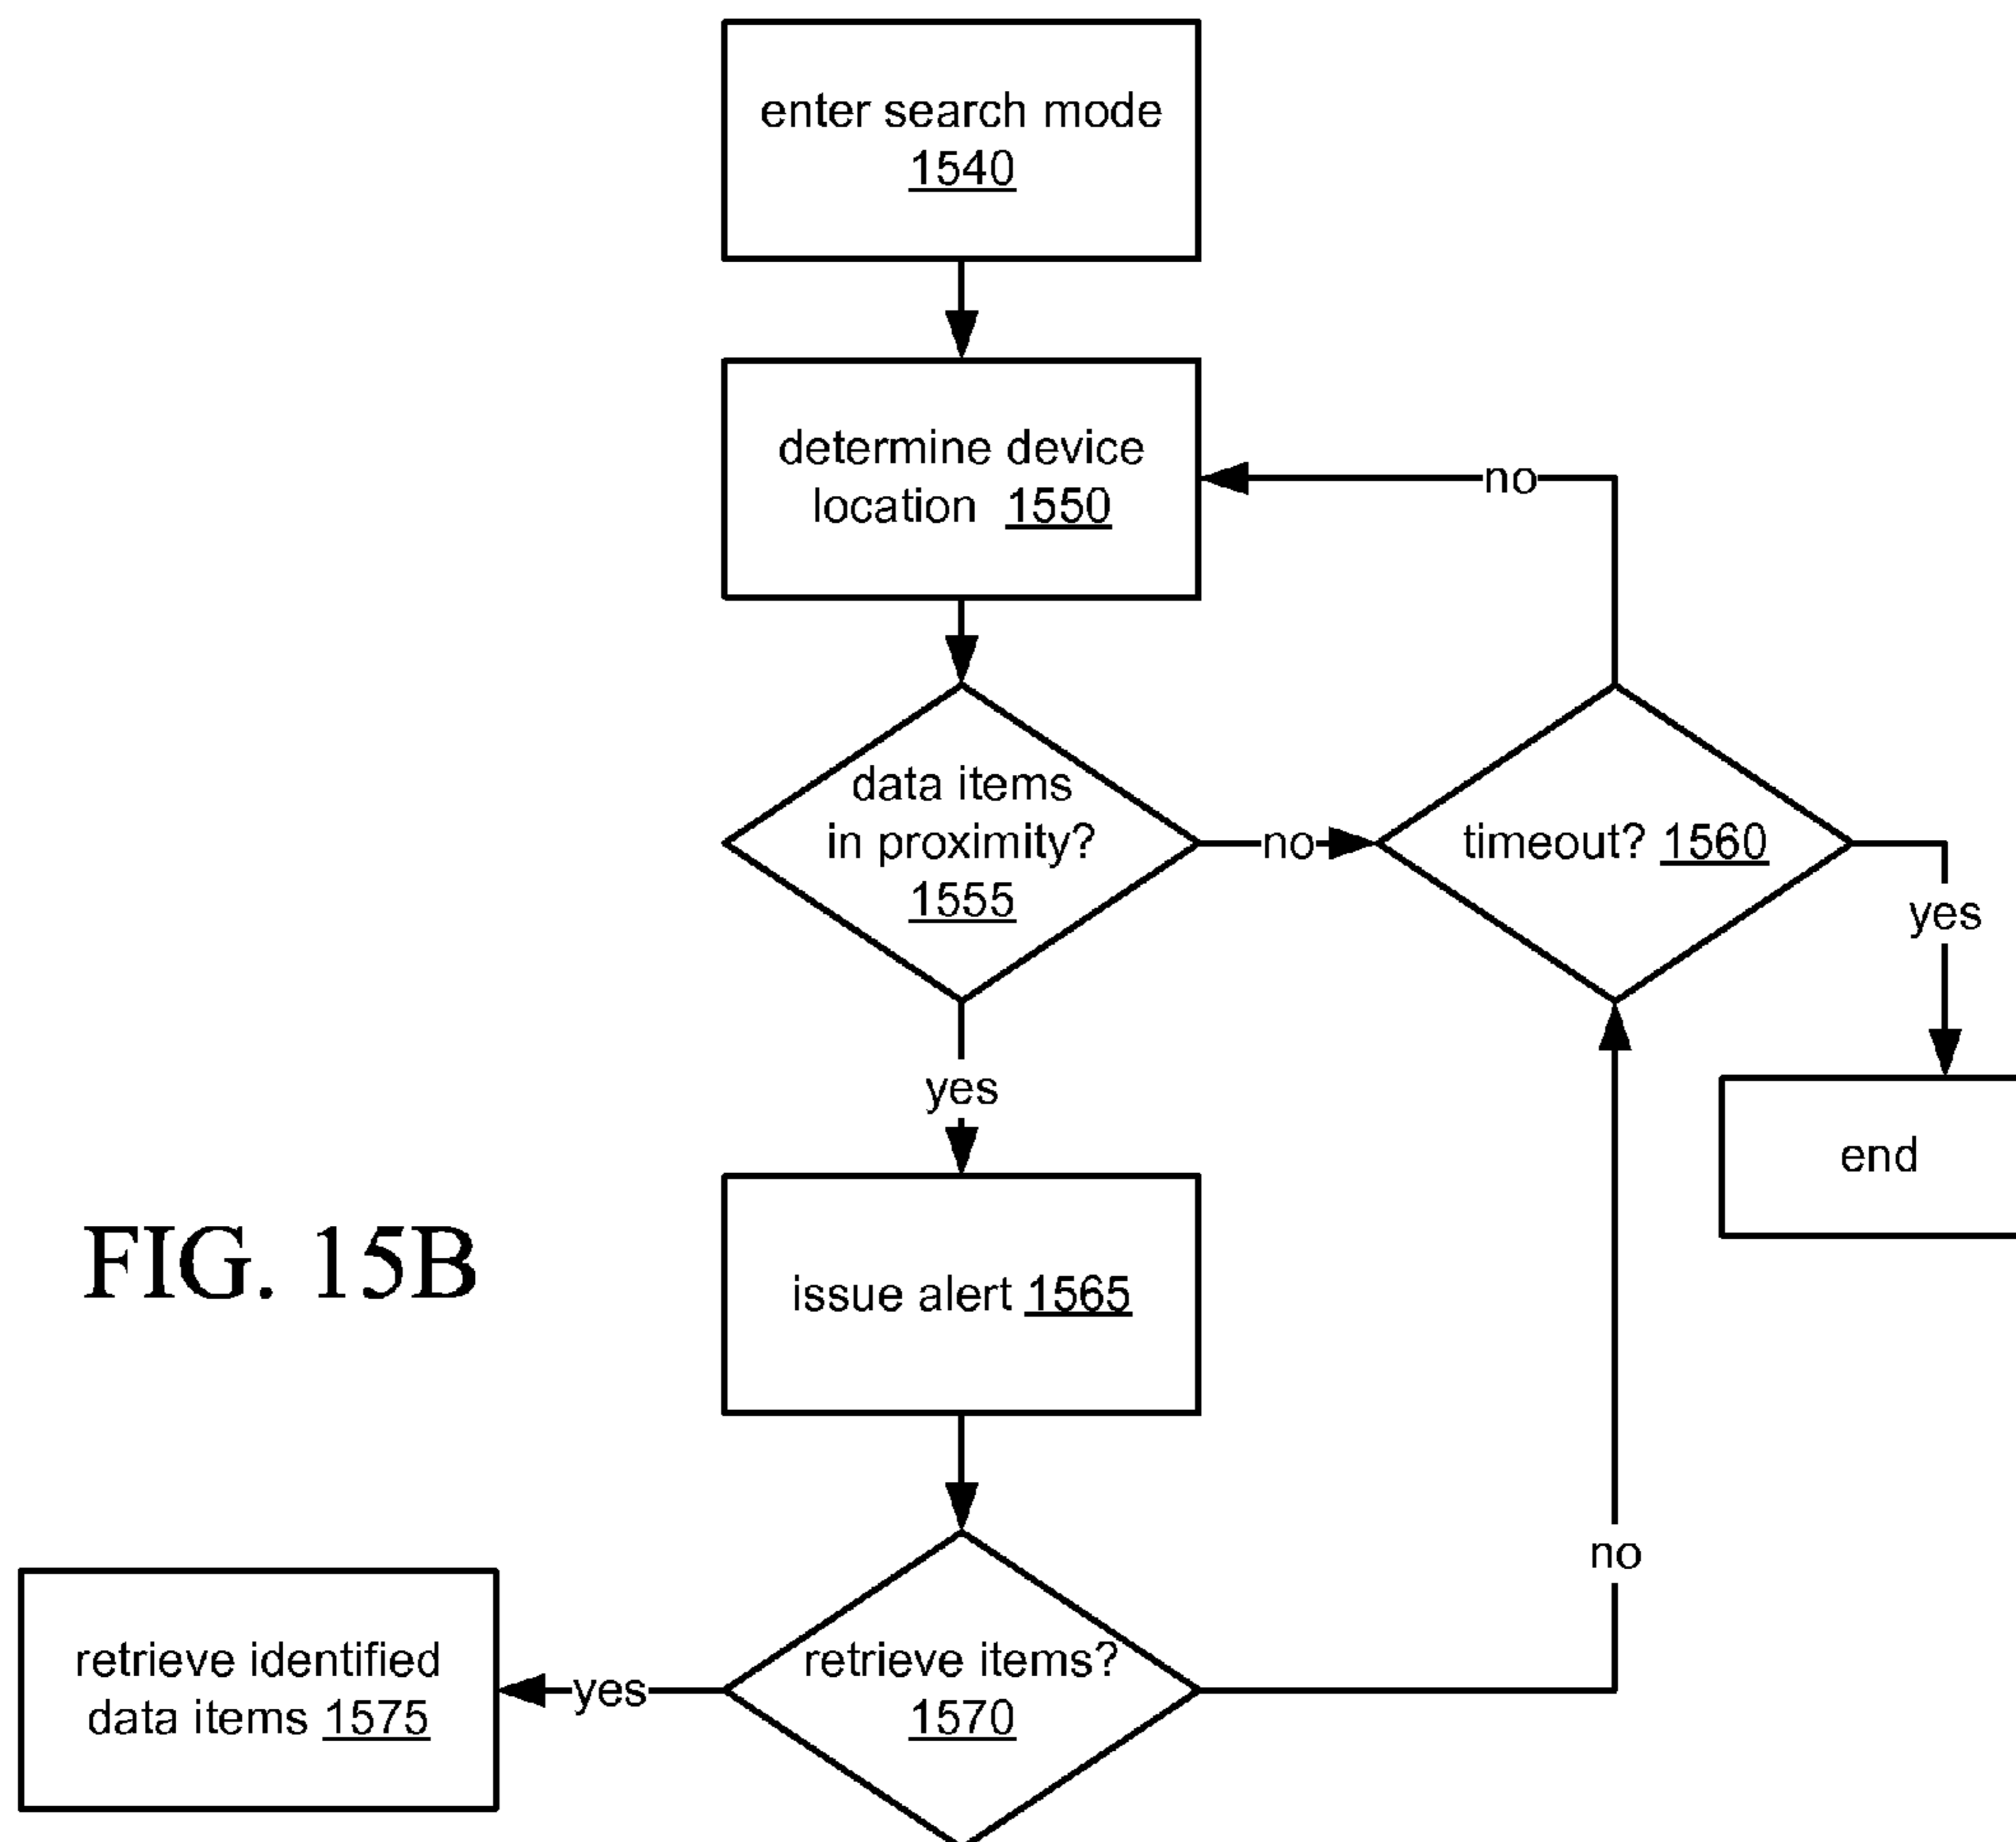 enter search mode
1540
determine device
location 1550
no
data items
in proximity?
1555
no
timeout? 1560
yes
yes
end
FIG. 15B
issue alert 1565
no
retrieve identified
data items 1575
yes
retrieve items?
1570